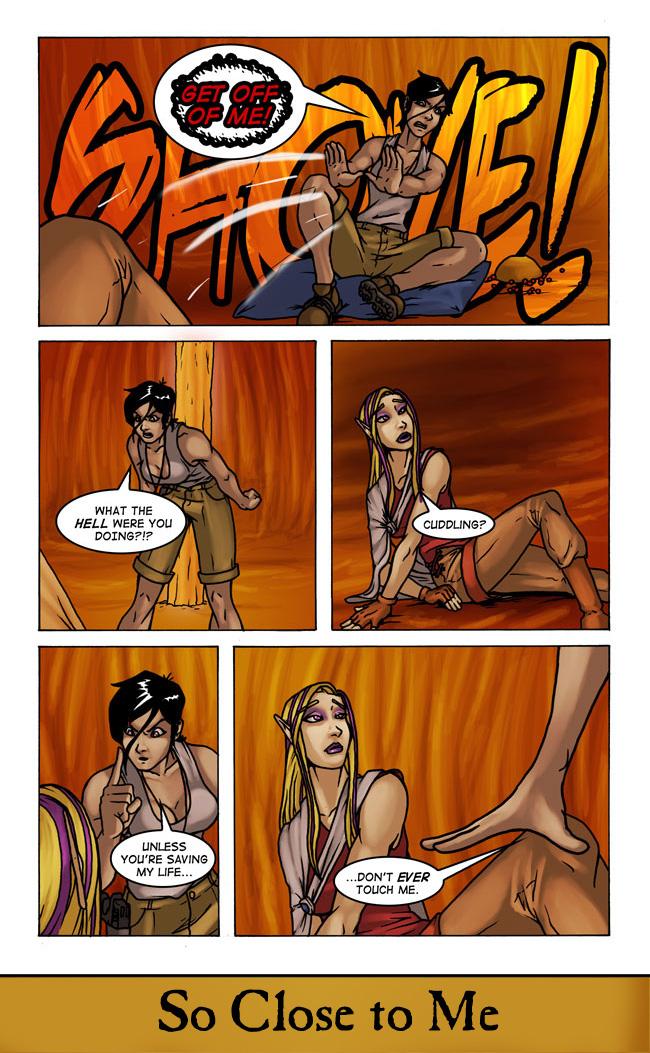 SHOVE!
GET OFF
OF ME!
WHAT THE
HELL WERE YOU
DOING?!?
CUDDLING?
UNLESS
YOU'RE SAVING
MY LIFE...
...DON'T EVER
TOUCH ME.
So Close to Me